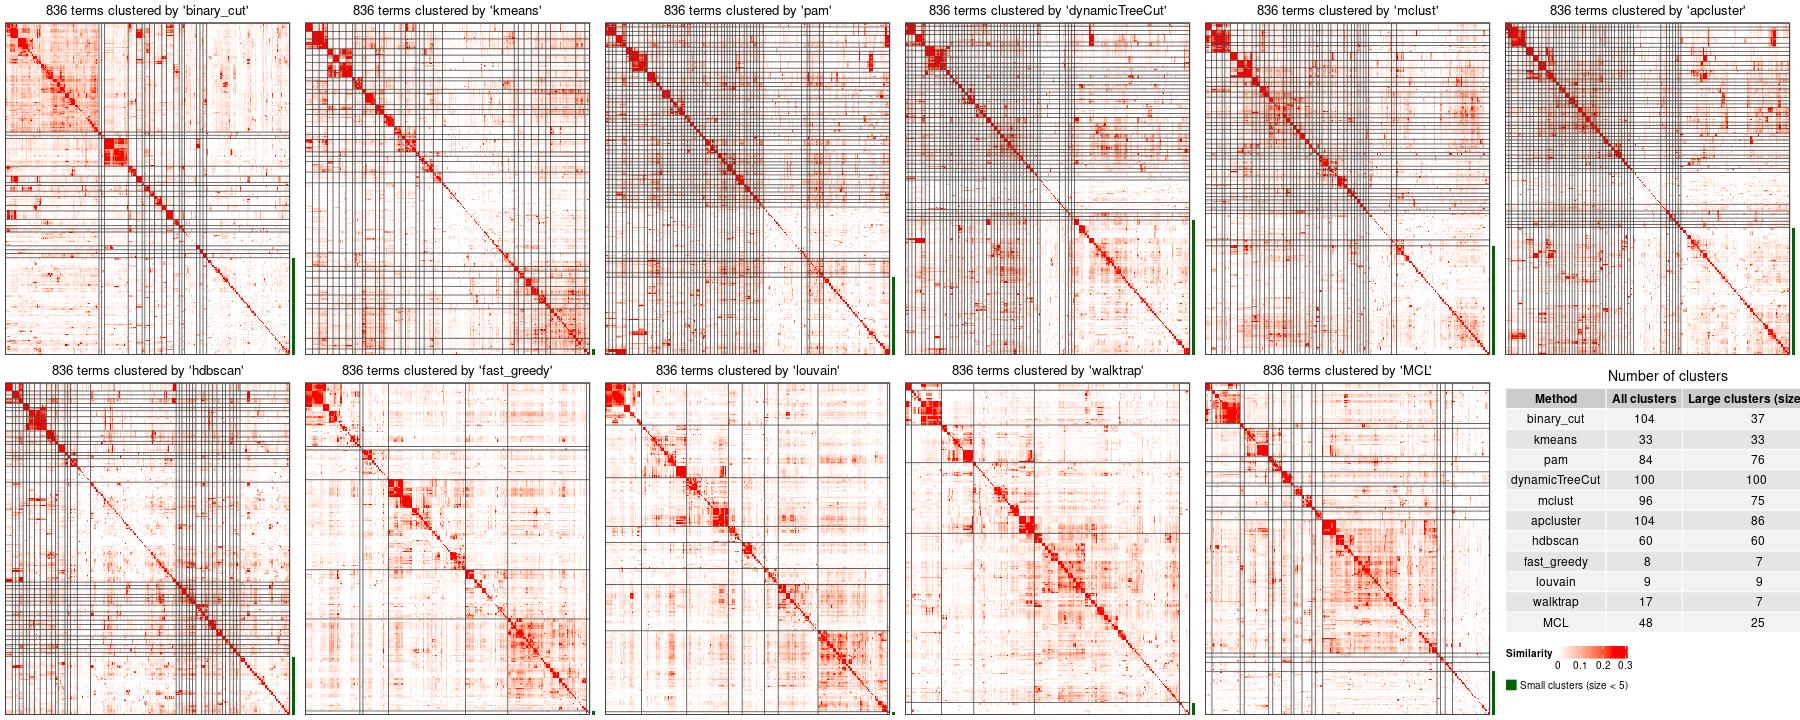 836 terms clustered by 'binary_cut'
836 terms clustered by 'kmeans'
836 terms clustered by 'pam'
836 terms clustered by 'dynamicTreeCut'
836 terms clustered by 'mclust'
836 terms clustered by 'apcluster'
836 terms clustered by 'hdbscan'
836 terms clustered by 'fast_greedy'
836 terms clustered by 'louvain'
836 terms clustered by 'walktrap'
836 terms clustered by 'MCL'
Number of clusters
Method All clusters Large clusters (size
binary_cut 104 37
kmeans 33 33
pam 84 76
dynamicTreeCut 100 100
mclust 96 75
apcluster 104 86
hdbscan 60 60
fast_greedy 8 7
louvain 9 9
walktrap 17 7
MCL 48 25
Similarity
0 0.1 0.2 0.3
Small clusters (size < 5)